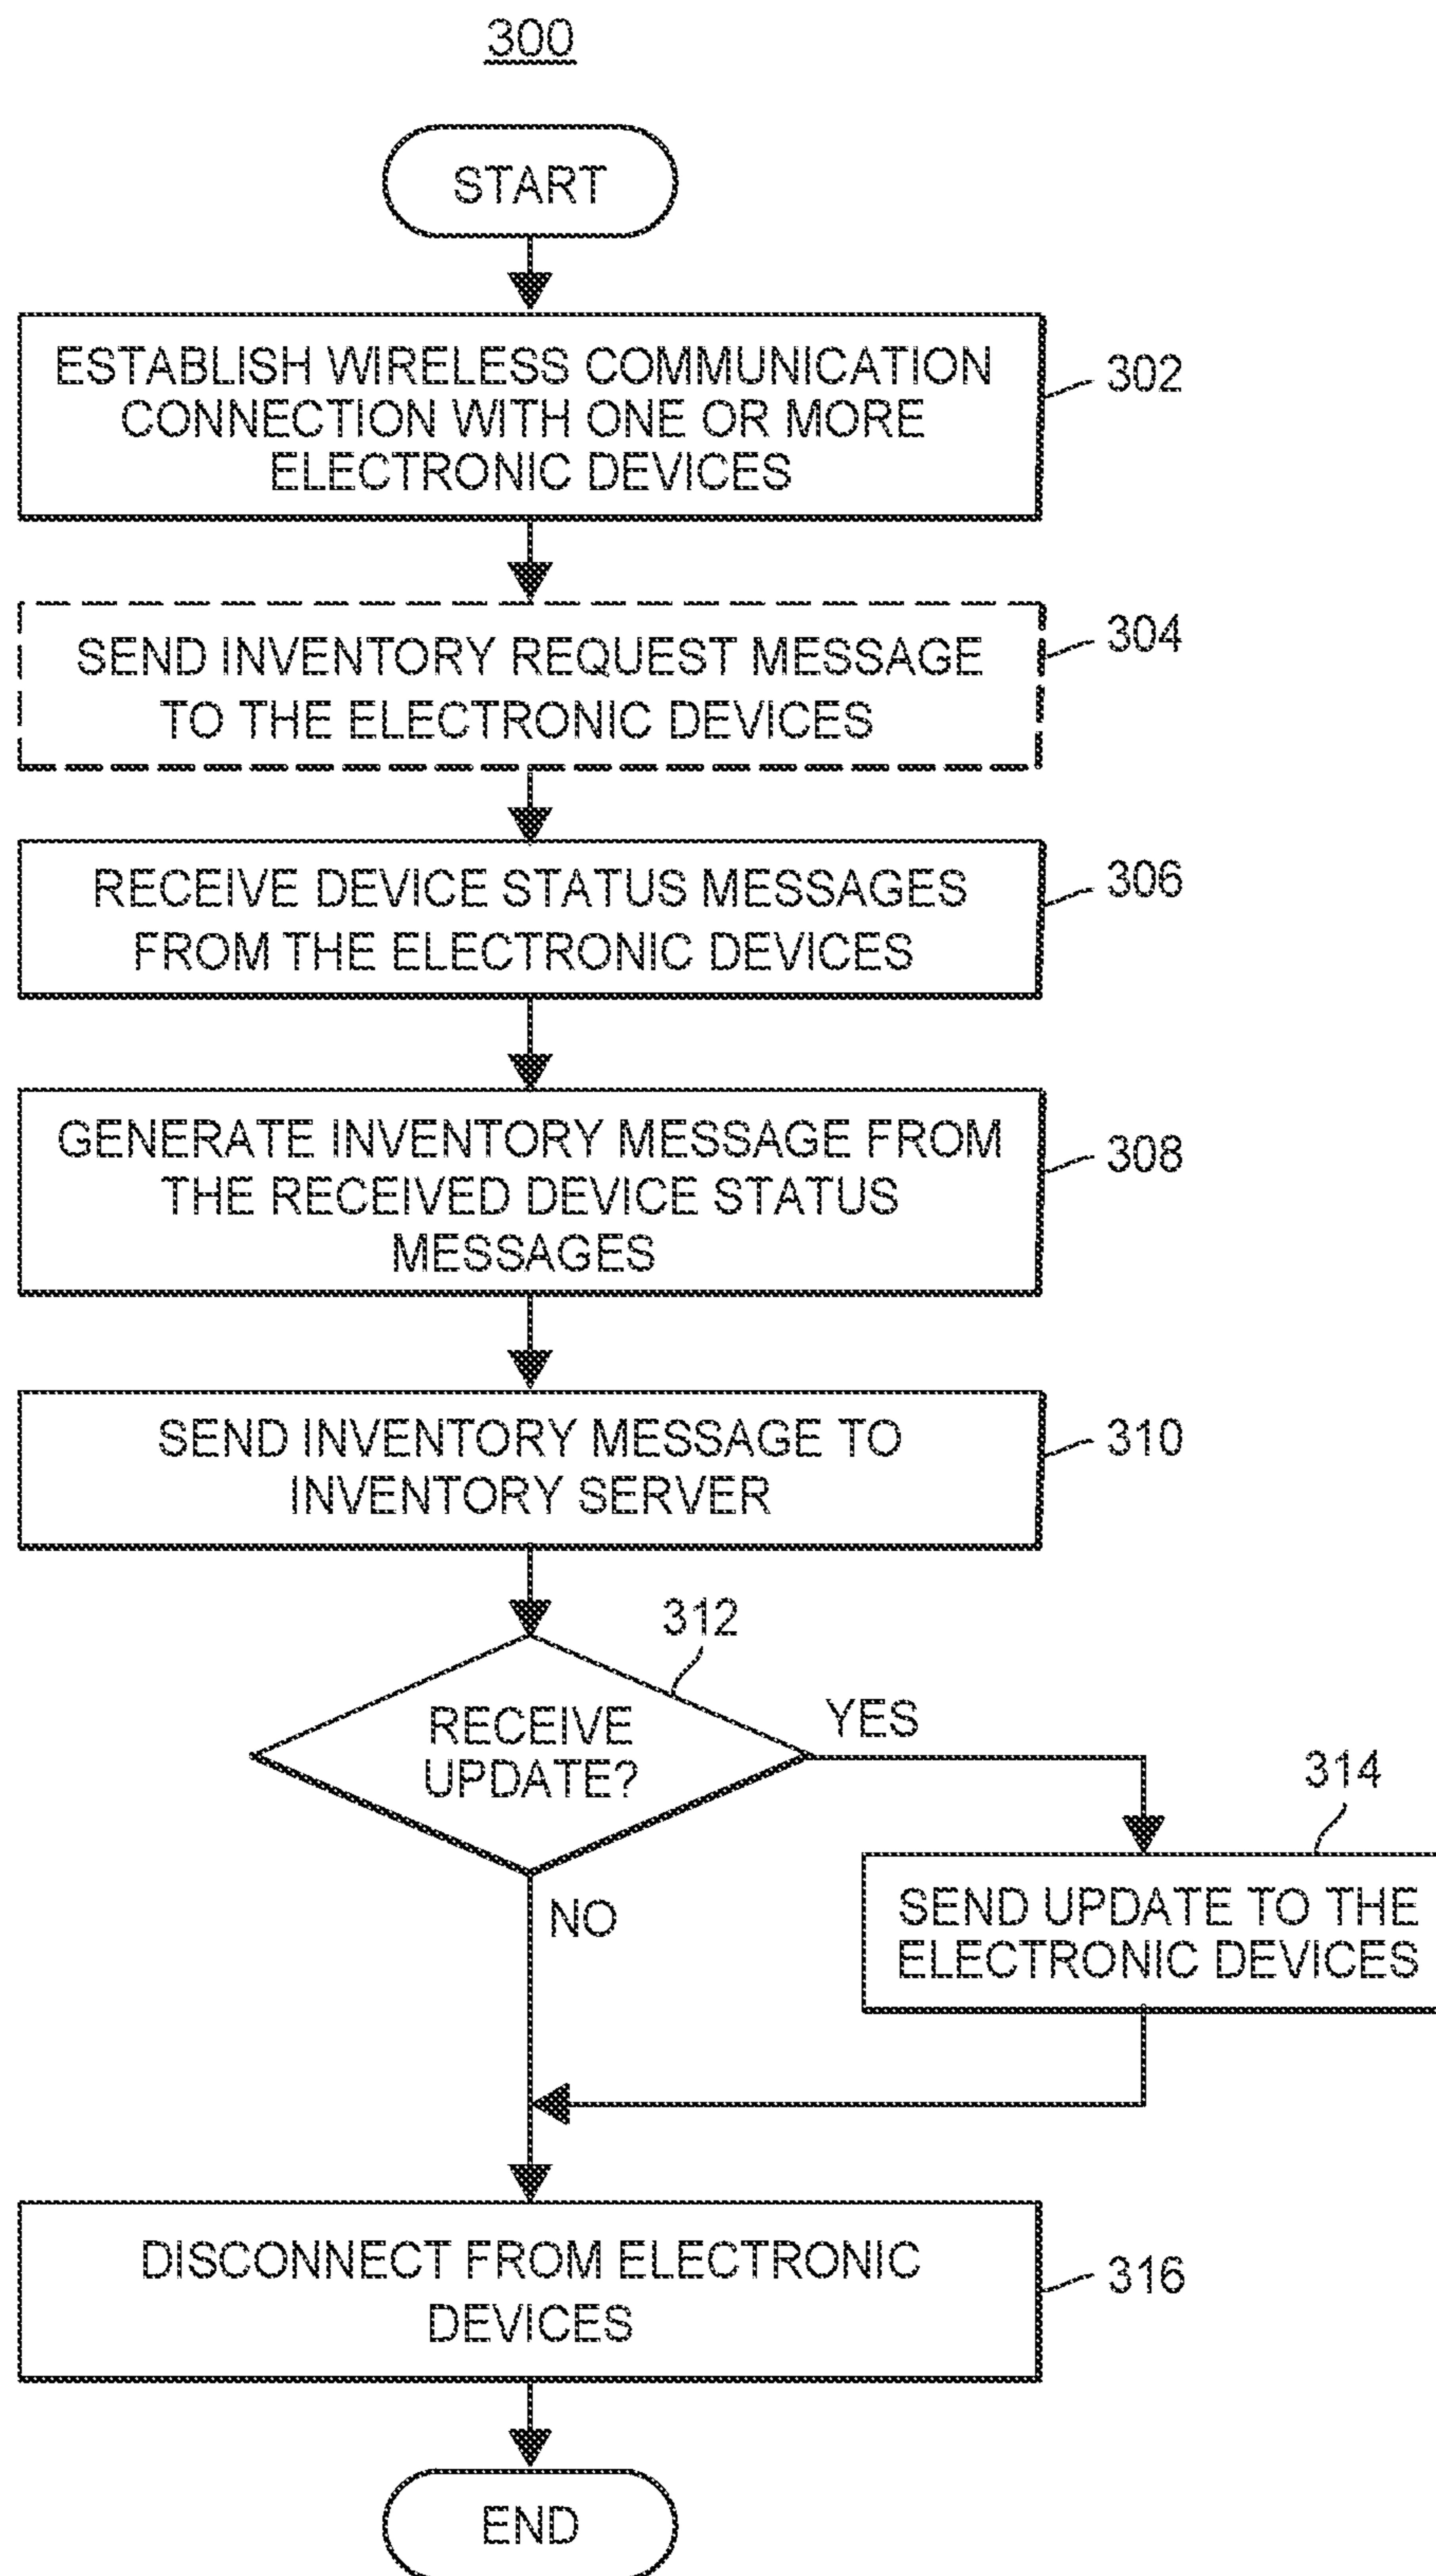 300
START
ESTABLISH WIRELESS COMMUNICATION
CONNECTION WITH ONE OR MORE
ELECTRONIC DEVICES
302
SEND INVENTORY REQUEST MESSAGE
TO THE ELECTRONIC DEVICES
304
RECEIVE DEVICE STATUS MESSAGES
FROM THE ELECTRONIC DEVICES
306
GENERATE INVENTORY MESSAGE FROM
THE RECEIVED DEVICE STATUS
MESSAGES
308
SEND INVENTORY MESSAGE TO
INVENTORY SERVER
310
312
RECEIVE
UPDATE?
YES
NO
314
SEND UPDATE TO THE
ELECTRONIC DEVICES
DISCONNECT FROM ELECTRONIC
DEVICES
316
END